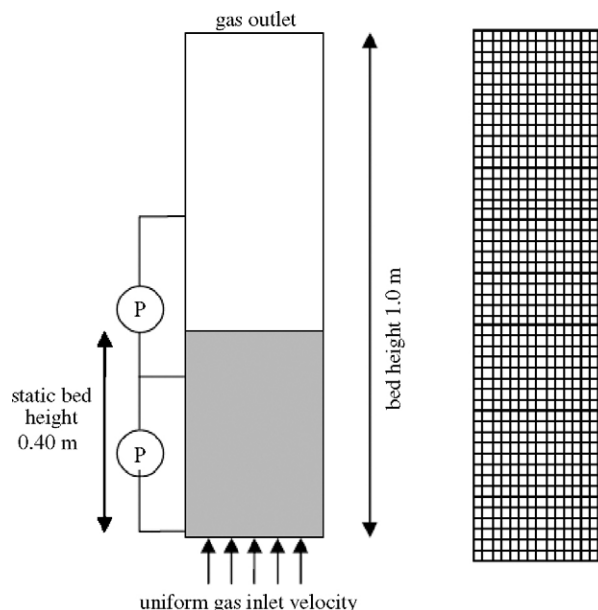 gas outlet
P
bed height 1.0 m
static bed
height
0.40 m
P
uniform gas inlet velocity